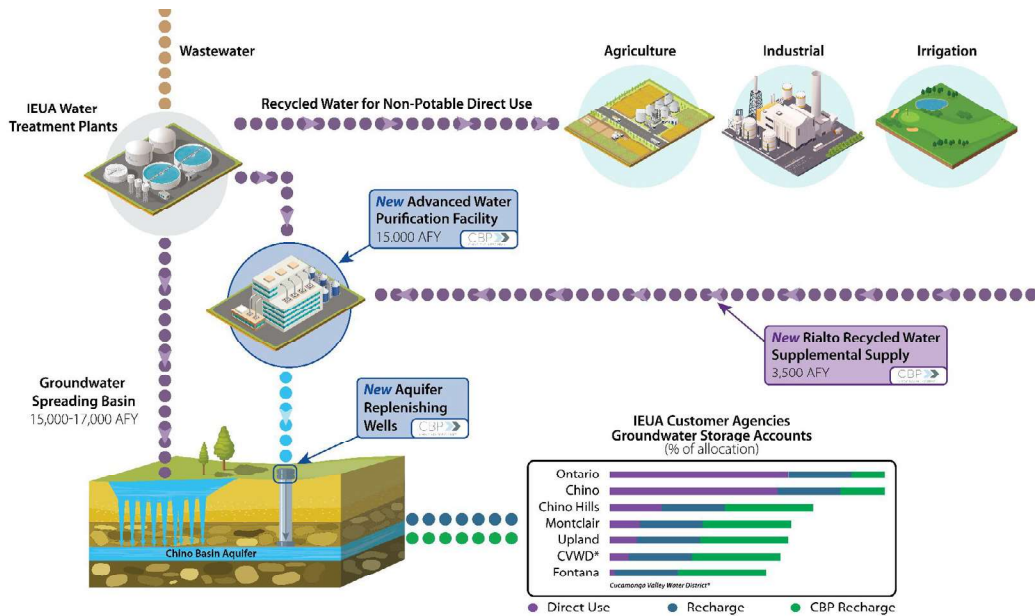 Wastewater
IEUA Water
Treatment Plants
Recycled Water for Non-Potable Direct Use
Agriculture
Industrial
Irrigation
New Advanced Water
Purification Facility
15,000 AFY
CBP
New Rialto Recycled Water
Supplemental Supply
3,500 AFY
CBP
Groundwater
Spreading Basin
15,000-17,000 AFY
New Aquifer
Replenishing
Wells
CBP
Chino Basin Aquifer
IEUA Customer Agencies
Groundwater Storage Accounts
(% of allocation)
Ontario
Chino
Chino Hills
Montclair
Upland
CVWD*
Fontana
Cucamonga Valley Water District*
Direct Use
Recharge
CBP Recharge